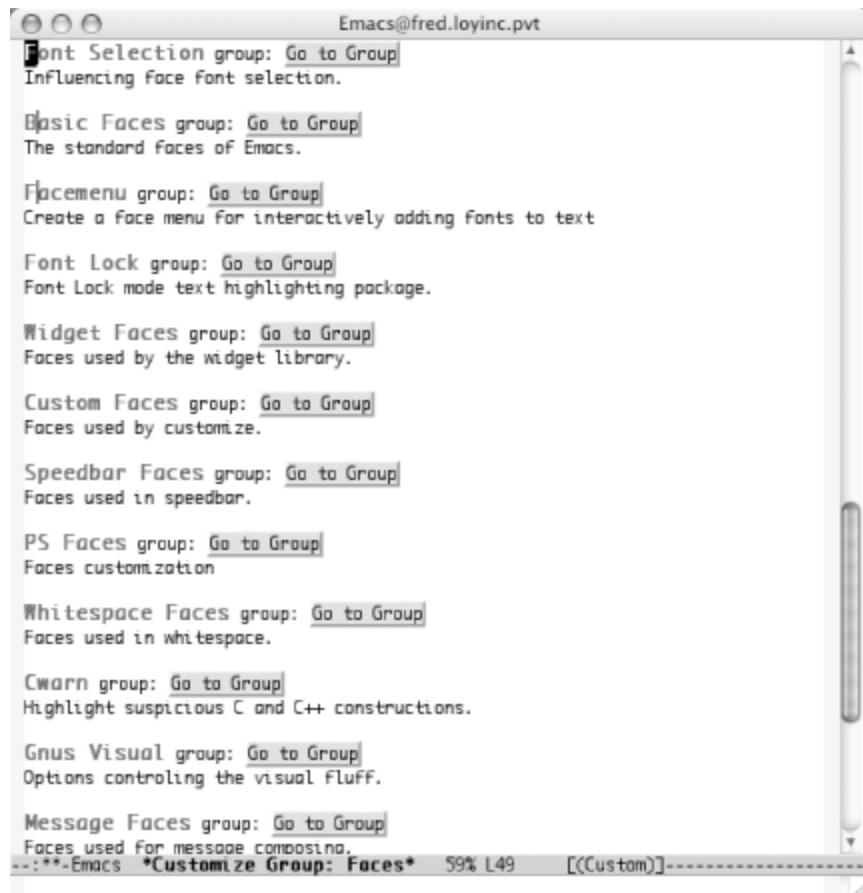 Emacs@fred.loyinc.pvt
Font Selection group: Go to Group
Influencing face font selection.
Basic Faces group: Go to Group
The standard faces of Emacs.
Facemenu group: Go to Group
Create a face menu for interactively adding fonts to text
Font Lock group: Go to Group
Font Lock mode text highlighting package.
Widget Faces group: Go to Group
Faces used by the widget library.
Custom Faces group: Go to Group
Faces used by customize.
Speedbar Faces group: Go to Group
Faces used in speedbar.
PS Faces group: Go to Group
Faces customization
Whitespace Faces group: Go to Group
Faces used in whitespace.
Cwarn group: Go to Group
Highlight suspicious C and C++ constructions.
Gnus Visual group: Go to Group
Options controling the visual fluff.
Message Faces group: Go to Group
Faces used for message composing.
--:**-Emacs *Customize Group: Faces* 59% L49 [(Custom)]---------------------